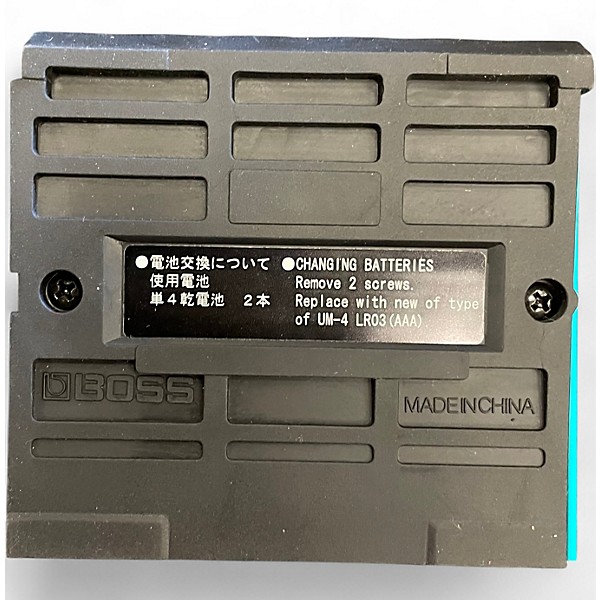 ●電池交換について
使用電池
単4乾電池 2本
●CHANGING BATTERIES
Remove 2 screws.
Replace with new of type
of UM-4 LR03(AAA)
BOSS
MADE IN CHINA